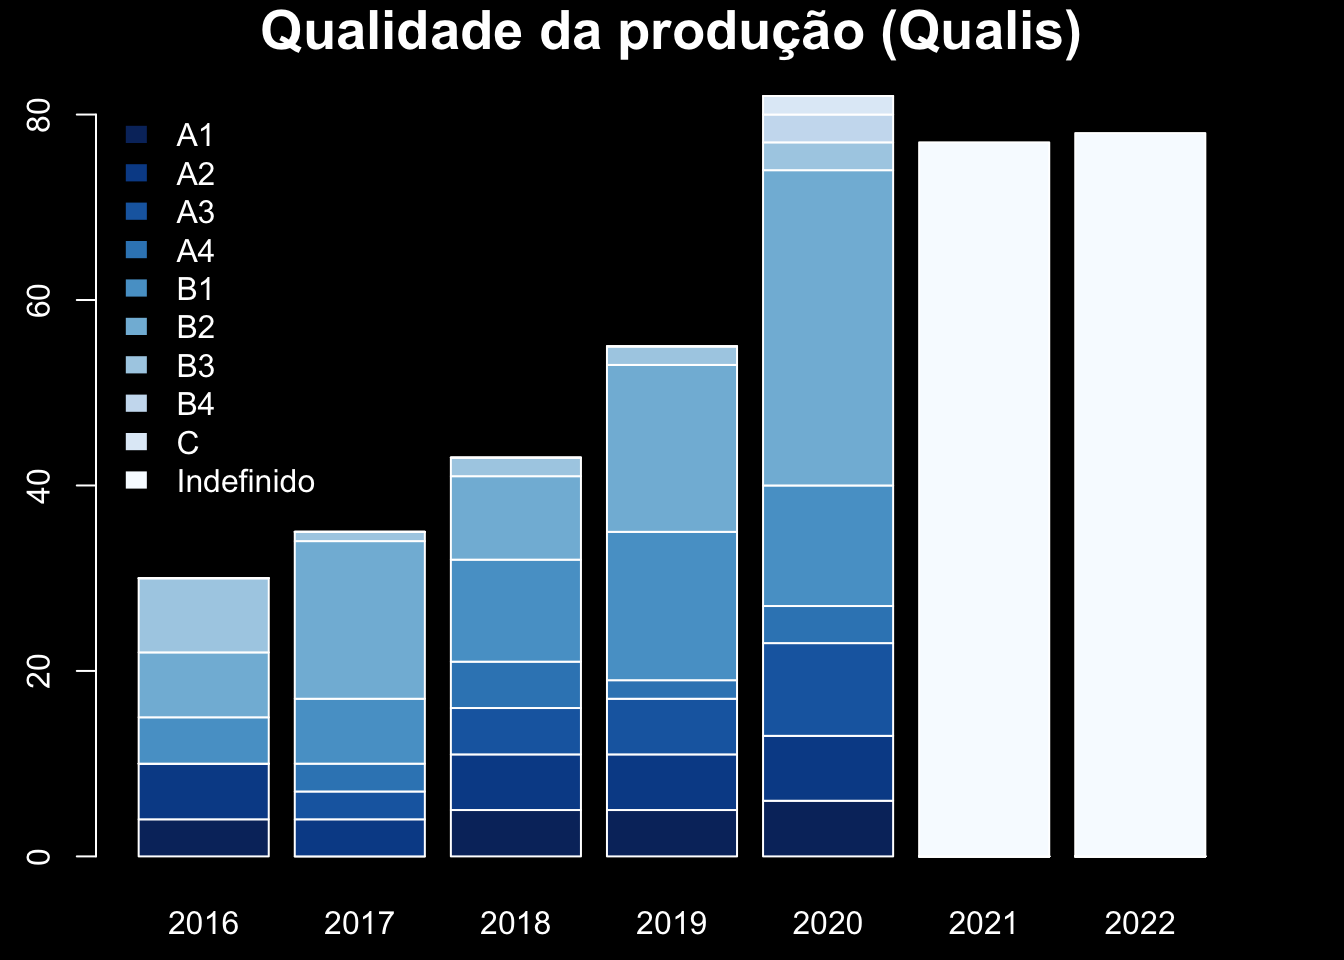 Qualidade da produção (Qualis)
80
60
40
20
0
A1
A2
A3
A4
B1
B2
B3
B4
C
Indefinido
2016 2017 2018 2019 2020 2021 2022